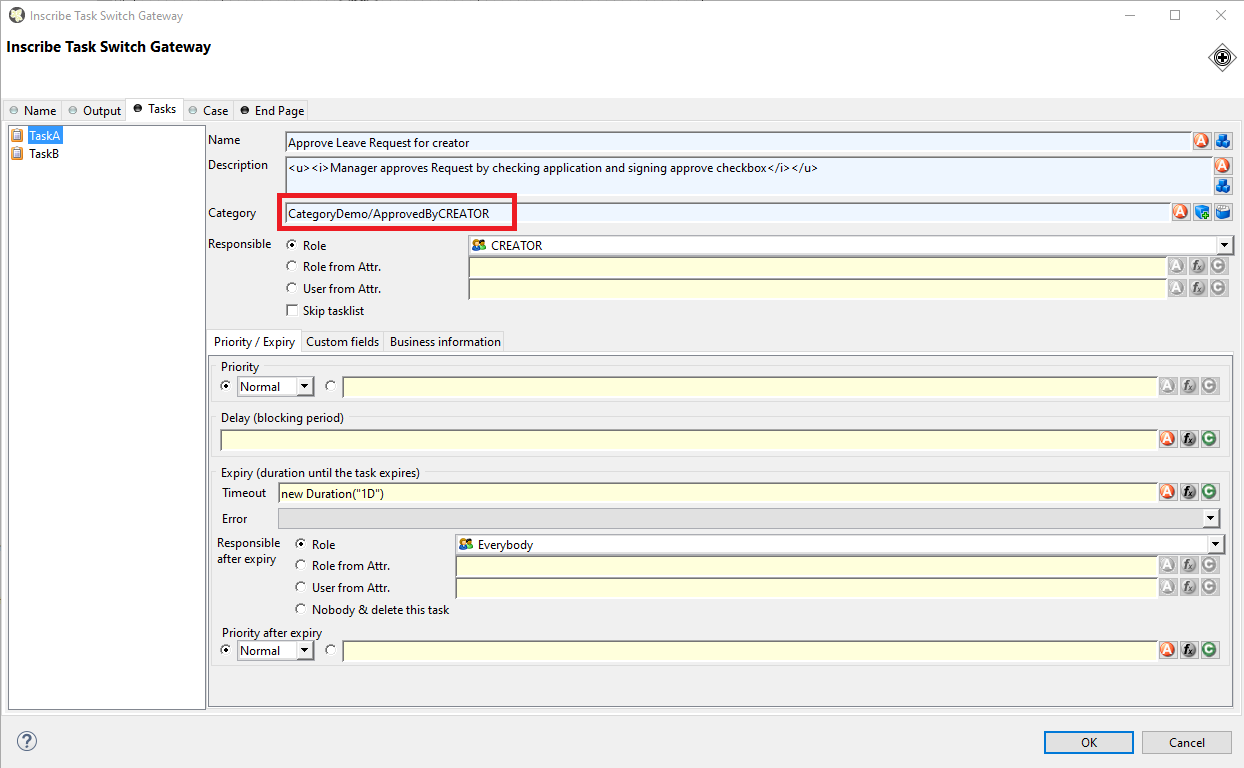 Inscribe Task Switch Gateway
Inscribe Task Switch Gateway
Name Output Tasks Case End Page
TaskA
TaskB
Name Approve Leave Request for creator
Description <u><i>Manager approves Request by checking application and signing approve checkbox</i></u>
Category CategoryDemo/ApprovedByCREATOR
Responsible Role CREATOR
Role from Attr.
User from Attr.
Skip tasklist
Priority / Expiry Custom fields Business information
Priority
Normal
Delay (blocking period)
Expiry (duration until the task expires)
Timeout new Duration("1D")
Error
Responsible after expiry Role Everybody
Role from Attr.
User from Attr.
Nobody & delete this task
Priority after expiry
Normal
OK Cancel